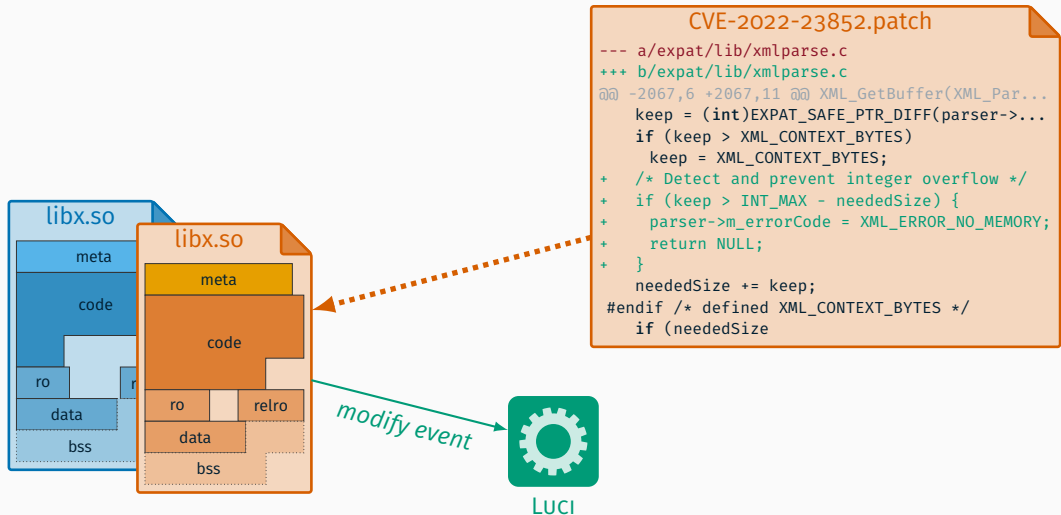 CVE-2022-23852.patch
--- a/expat/lib/xmlparse.c
+++ b/expat/lib/xmlparse.c
@@ -2067,6 +2067,11 @@ XML_GetBuffer(XML_Par...
keep = (int)EXPAT_SAFE_PTR_DIFF(parser->...
if (keep > XML_CONTEXT_BYTES)
keep = XML_CONTEXT_BYTES;
+ /* Detect and prevent integer overflow */
+ if (keep > INT_MAX - neededSize) {
+ parser->m_errorCode = XML_ERROR_NO_MEMORY;
+ return NULL;
+ }
neededSize += keep;
#endif /* defined XML_CONTEXT_BYTES */
if (neededSize
libx.so
meta
code
ro
r
data
bss
libx.so
meta
code
ro
relro
data
bss
modify event
Luci